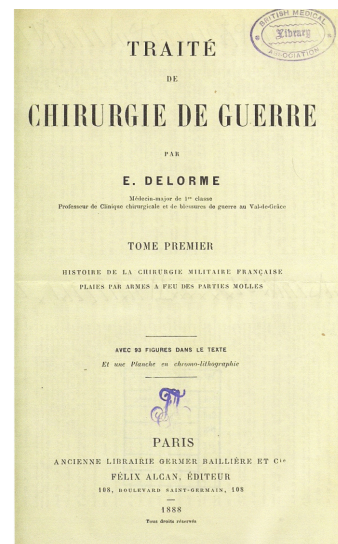 BRITISH MEDICAL
Library
ASSOCIATION
TRAITÉ
DE
CHIRURGIE DE GUERRE
PAR
E. DELORME
Médecin-major de 1re classe
Professeur de Clinique chirurgicale et de blessures de guerre au Val-de-Grâce
TOME PREMIER
HISTOIRE DE LA CHIRURGIE MILITAIRE FRANÇAISE
PLAIES PAR ARMES A FEU DES PARTIES MOLLES
AVEC 93 FIGURES DANS LE TEXTE
Et une Planche en chromo-lithographie
PARIS
ANCIENNE LIBRAIRIE GERMER BAILLIÈRE ET Cie
FÉLIX ALCAN, ÉDITEUR
108, BOULEVARD SAINT-GERMAIN, 108
1888
Tous droits réservés